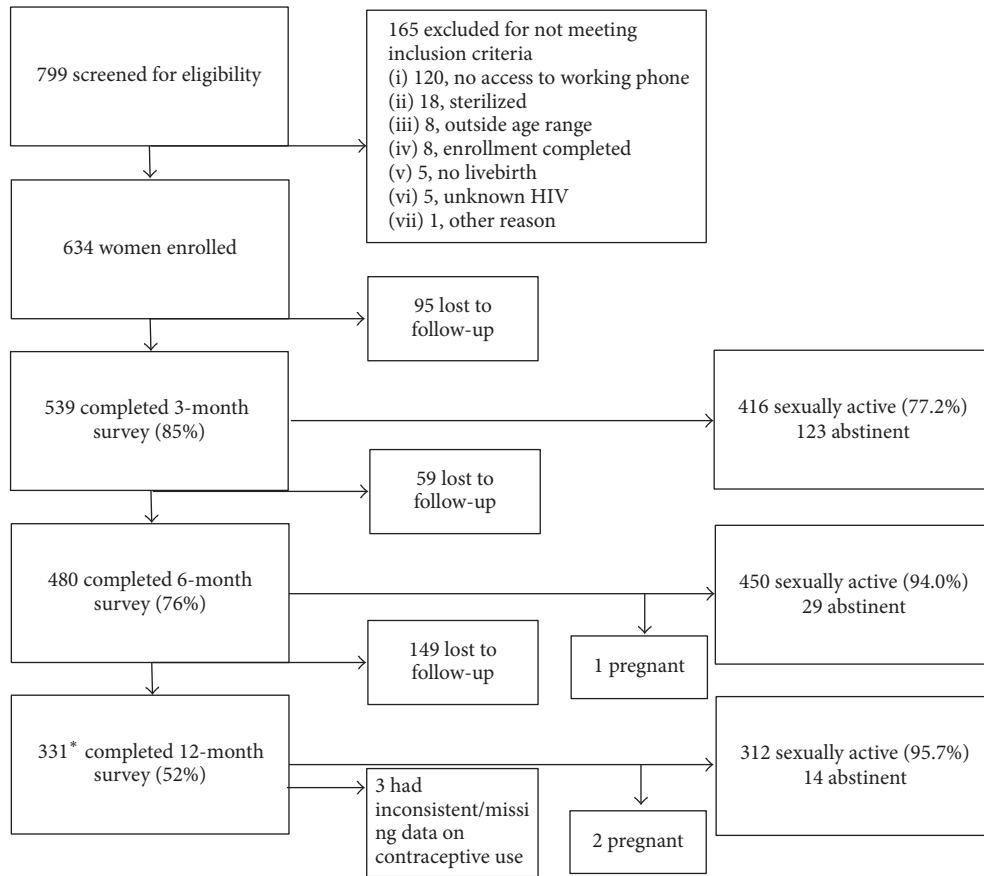 799 screened for eligibility
165 excluded for not meeting
inclusion criteria
(i) 120, no access to working phone
(ii) 18, sterilized
(iii) 8, outside age range
(iv) 8, enrollment completed
(v) 5, no livebirth
(vi) 5, unknown HIV
(vii) 1, other reason
634 women enrolled
95 lost to
follow-up
539 completed 3-month
survey (85%)
416 sexually active (77.2%)
123 abstinent
59 lost to
follow-up
480 completed 6-month
survey (76%)
450 sexually active (94.0%)
29 abstinent
1 pregnant
149 lost to
follow-up
331* completed 12-month
survey (52%)
312 sexually active (95.7%)
14 abstinent
3 had
inconsistent/missing
ng data on
contraceptive use
2 pregnant